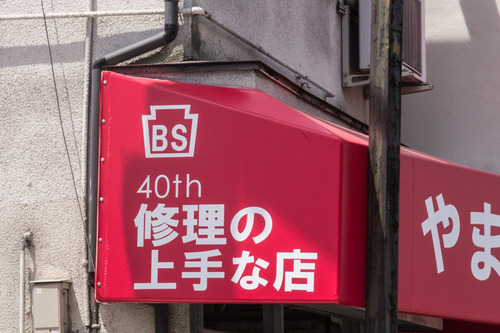 BS
40th
修理の
上手な店
やま